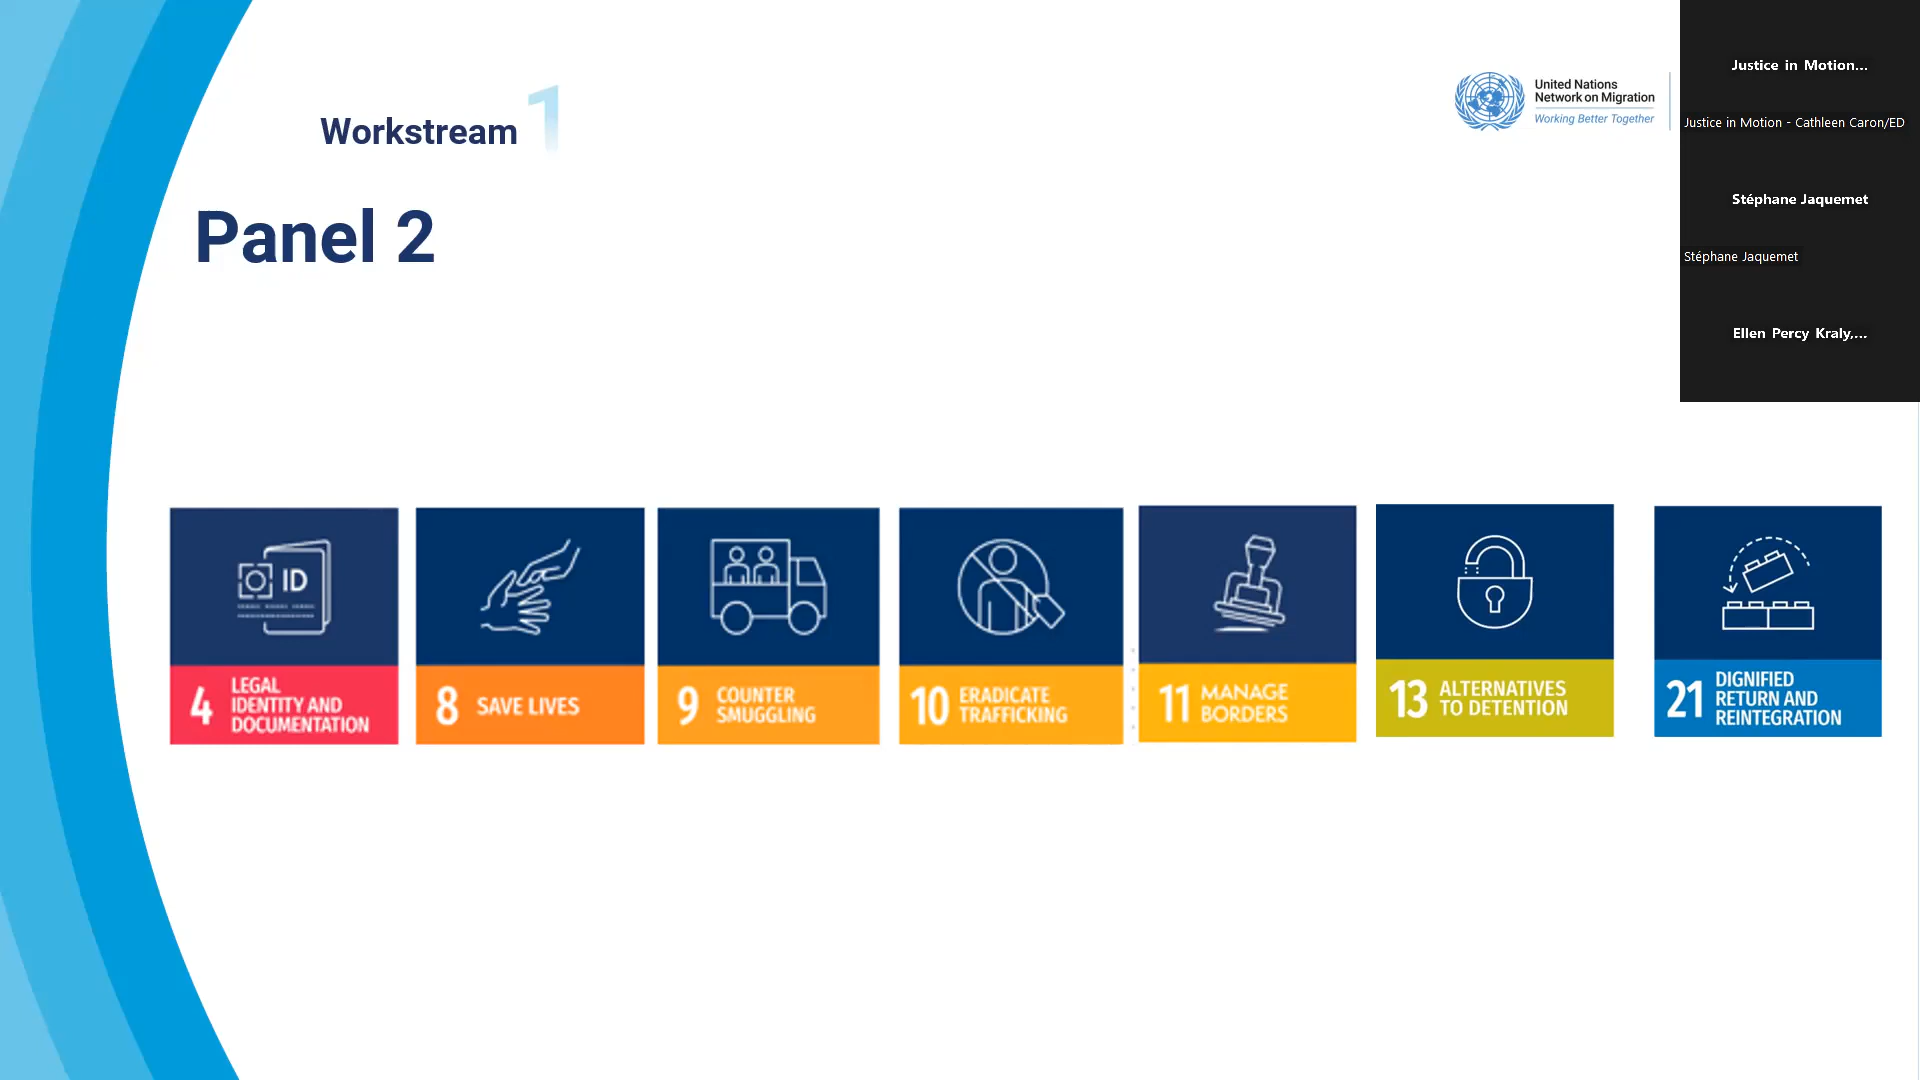 Workstream 1
Panel 2
United Nations
Network on Migration
Working Better Together
Justice in Motion...
Justice in Motion - Cathleen Caron/ED
Stéphane Jaquemet
Stéphane Jaquemet
Ellen Percy Kraly,...
ID
4 LEGAL
IDENTITY AND
DOCUMENTATION
8 SAVE LIVES
9 COUNTER
SMUGGLING
10 ERADICATE
TRAFFICKING
11 MANAGE
BORDERS
13 ALTERNATIVES
TO DETENTION
21 DIGNIFIED
RETURN AND
REINTEGRATION